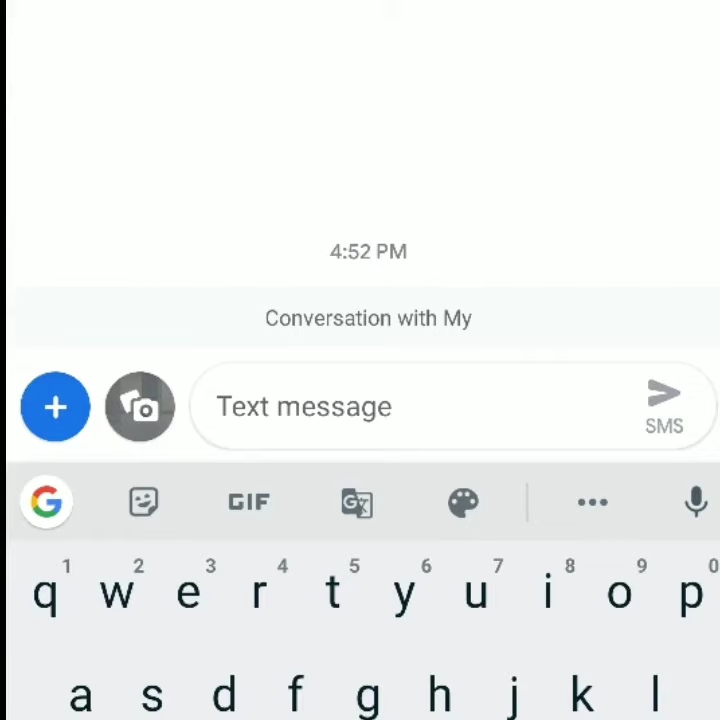 4:52 PM
Conversation with My
Text message
SMS
G GIF G
1 2 3 4 5 6 7 8 9 0
q w e r t y u i o p
a s d f g h j k l